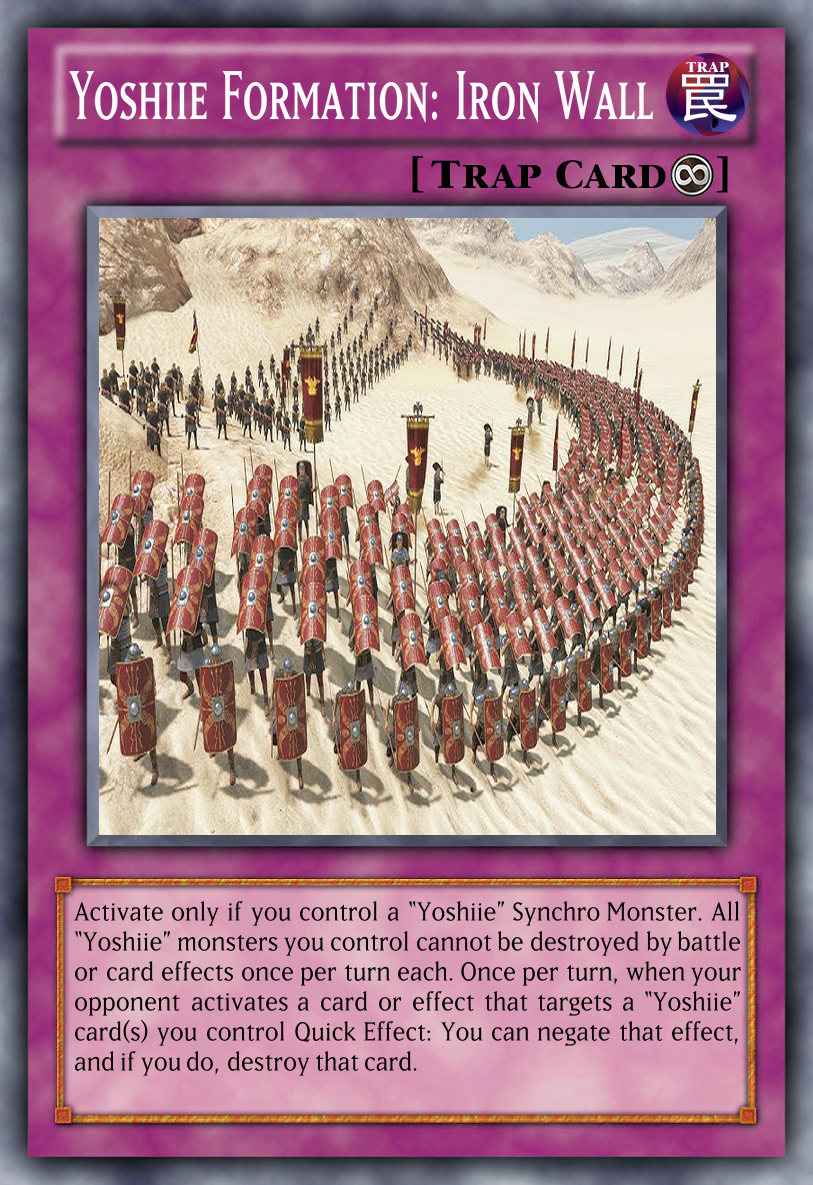 Yoshiie Formation: Iron Wall
TRAP
罠
[Trap Card]
Activate only if you control a "Yoshiie" Synchro Monster. All
"Yoshiie" monsters you control cannot be destroyed by battle
or card effects once per turn each. Once per turn, when your
opponent activates a card or effect that targets a "Yoshiie"
card(s) you control Quick Effect: You can negate that effect,
and if you do, destroy that card.